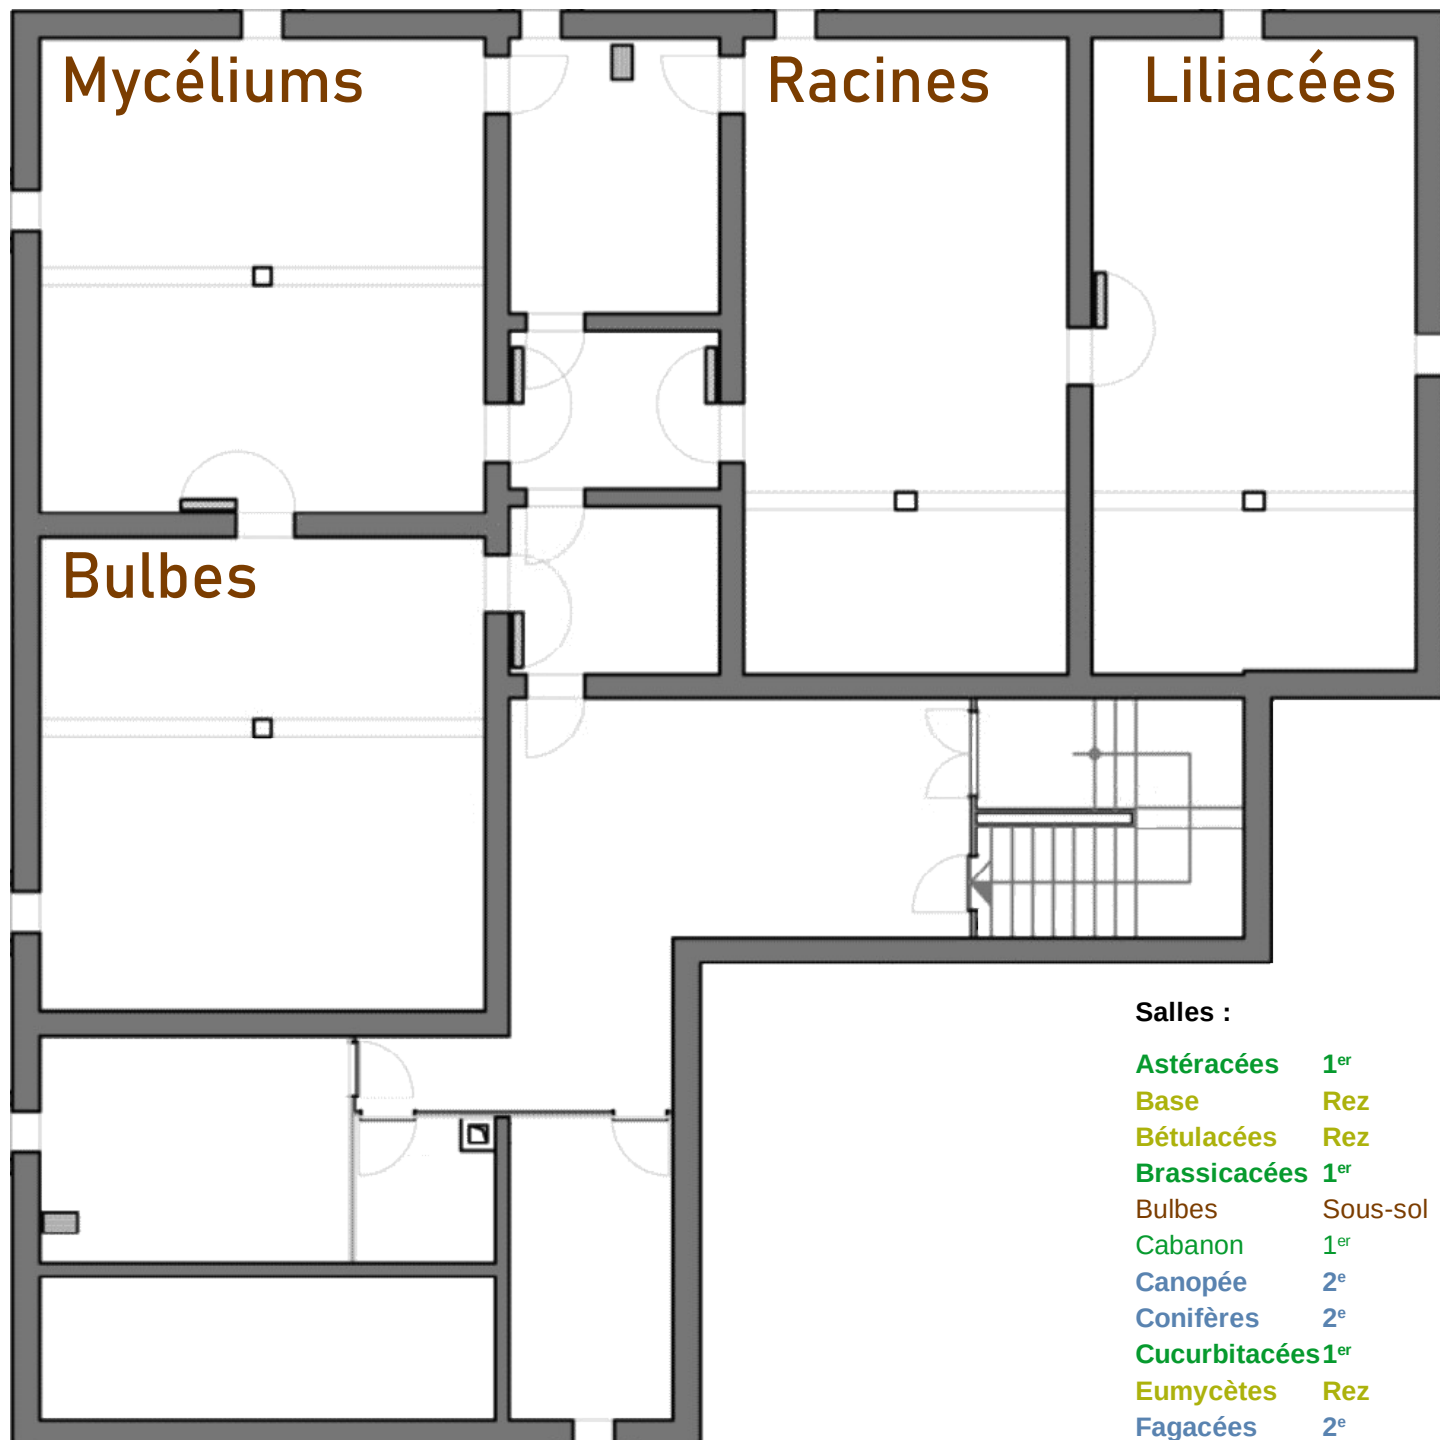 Mycéliums
Racines
Liliacées
Bulbes
Salles :
Astéracées 1er
Base Rez
Bétulacées Rez
Brassicacées 1er
Bulbes Sous-sol
Cabanon 1er
Canopée 2e
Conifères 2e
Cucurbitacées 1er
Eumycètes Rez
Fagacées 2e